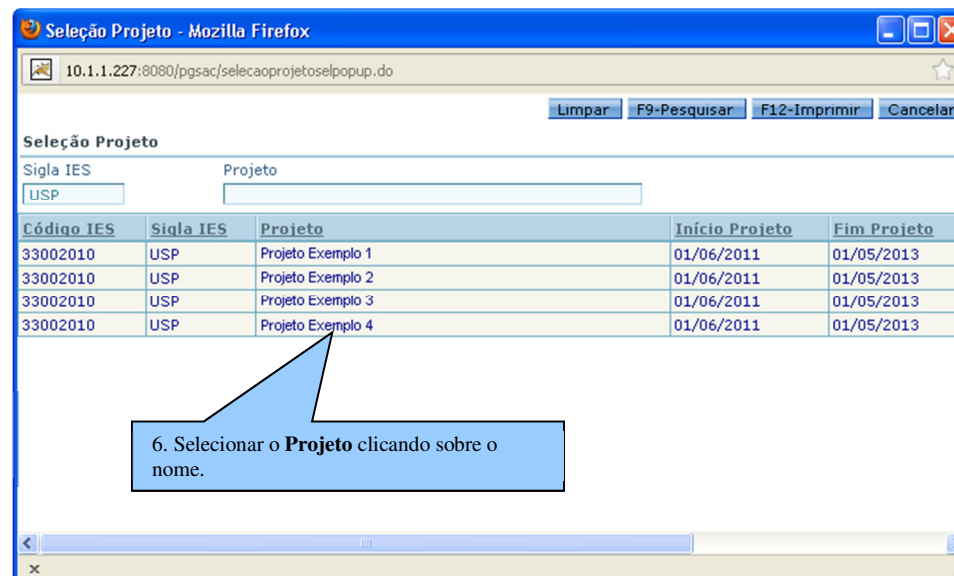 Seleção Projeto - Mozilla Firefox
10.1.1.227:8080/pgsac/selecaoprojetoselpopup.do
Limpar F9-Pesquisar F12-Imprimir Cancelar
Seleção Projeto
Sigla IES Projeto
USP
Código IES Sigla IES Projeto Início Projeto Fim Projeto
33002010 USP Projeto Exemplo 1 01/06/2011 01/05/2013
33002010 USP Projeto Exemplo 2 01/06/2011 01/05/2013
33002010 USP Projeto Exemplo 3 01/06/2011 01/05/2013
33002010 USP Projeto Exemplo 4 01/06/2011 01/05/2013
6. Selecionar o Projeto clicando sobre o
nome.